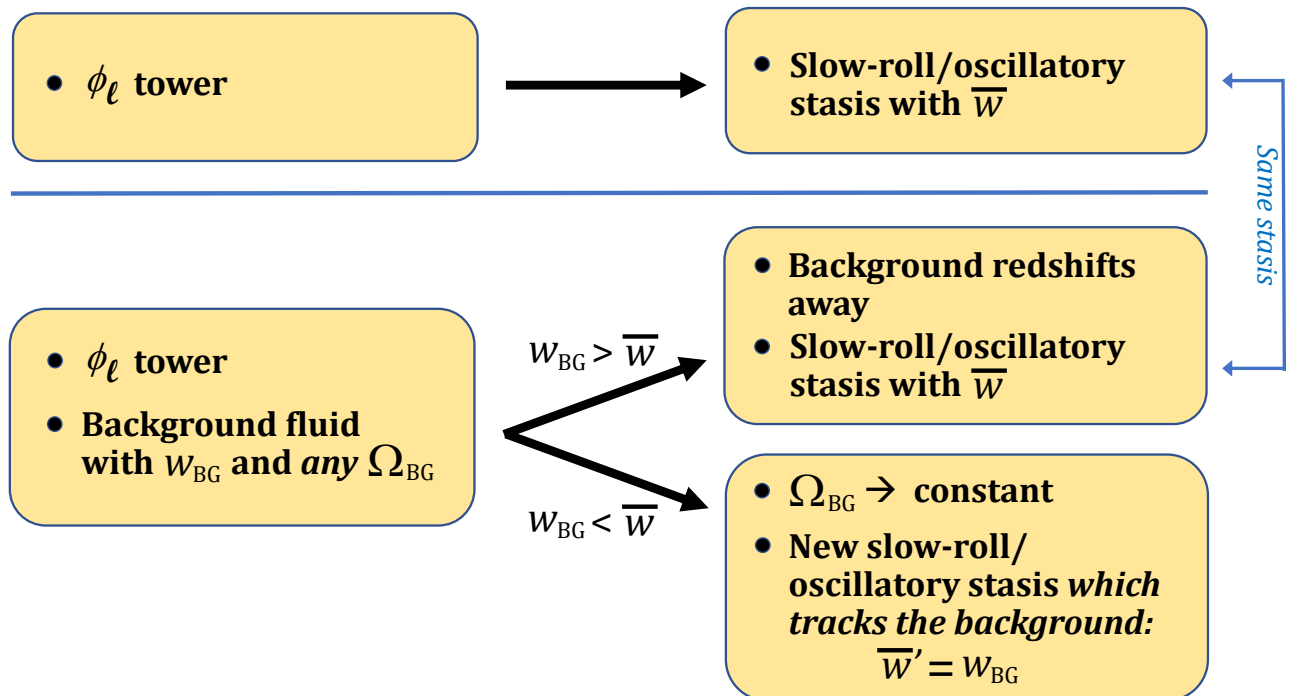 • ϕ_ℓ tower
• Slow-roll/oscillatory
stasis with w̅
Same stasis
• ϕ_ℓ tower
• Background fluid
with w_BG and any Ω_BG
w_BG > w̅
w_BG < w̅
• Background redshifts
away
• Slow-roll/oscillatory
stasis with w̅
• Ω_BG → constant
• New slow-roll/
oscillatory stasis which
tracks the background:
w̅′ = w_BG